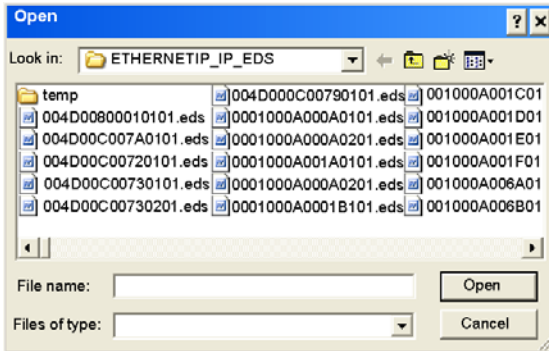 Open
Look in: ETHERNETIP_IP_EDS
temp 004D000C00790101.eds 001000A001C01
004D00800010101.eds 0001000A000A0101.eds 001000A001D01
004D00C007A0101.eds 0001000A000A0201.eds 001000A001E01
004D00C00720101.eds 0001000A001A0101.eds 001000A001F01
004D00C00730101.eds 0001000A000A0201.eds 001000A006A01
004D00C00730201.eds 0001000A0001B101.eds 001000A006B01
File name: Open
Files of type: Cancel